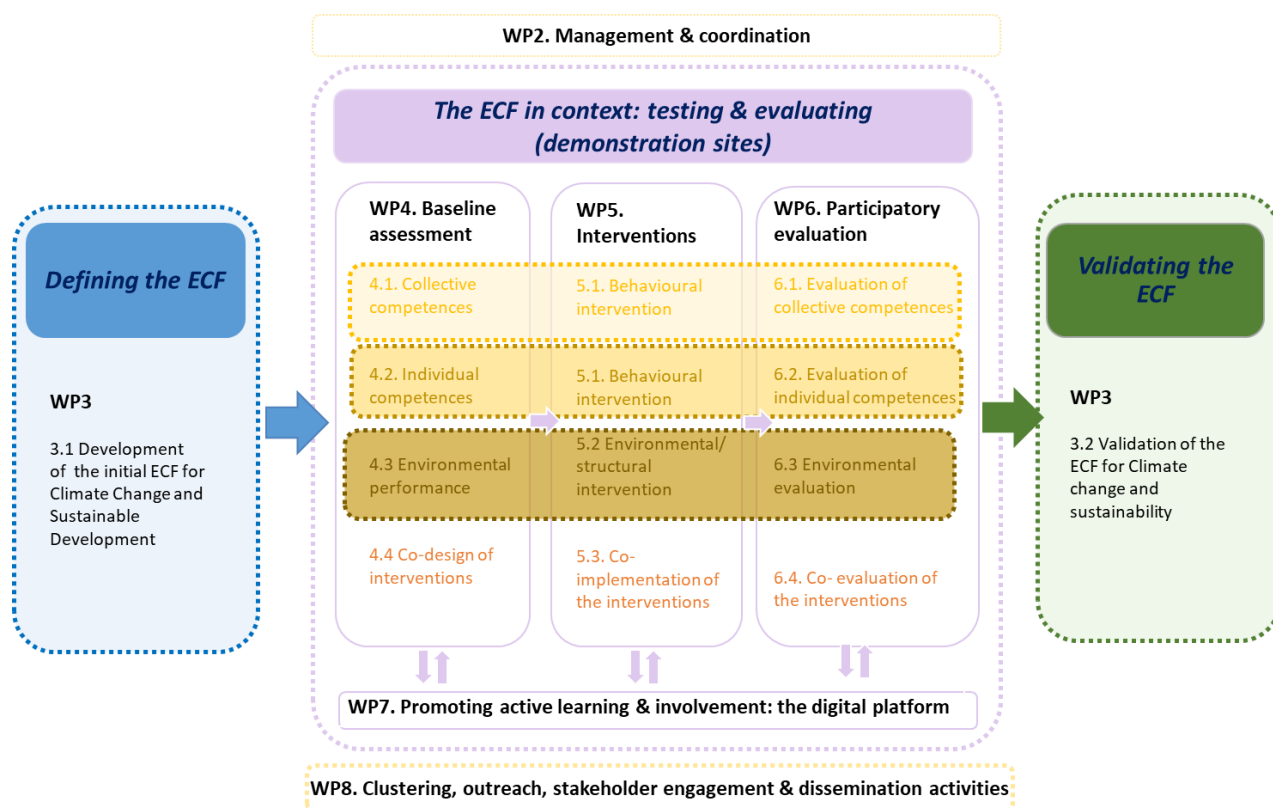 WP2. Management & coordination
The ECF in context: testing & evaluating
(demonstration sites)
Defining the ECF
WP3
3.1 Development
of the initial ECF for
Climate Change and
Sustainable
Development
WP4. Baseline
assessment
4.1. Collective
competences
4.2. Individual
competences
4.3 Environmental
performance
4.4 Co-design of
interventions
WP5.
Interventions
5.1. Behavioural
intervention
5.1. Behavioural
intervention
5.2 Environmental/
structural
intervention
5.3. Co-
implementation of
the interventions
WP6. Participatory
evaluation
6.1. Evaluation of
collective competences
6.2. Evaluation of
individual competences
6.3 Environmental
evaluation
6.4. Co- evaluation of
the interventions
Validating the
ECF
WP3
3.2 Validation of the
ECF for Climate
change and
sustainability
WP7. Promoting active learning & involvement: the digital platform
WP8. Clustering, outreach, stakeholder engagement & dissemination activities